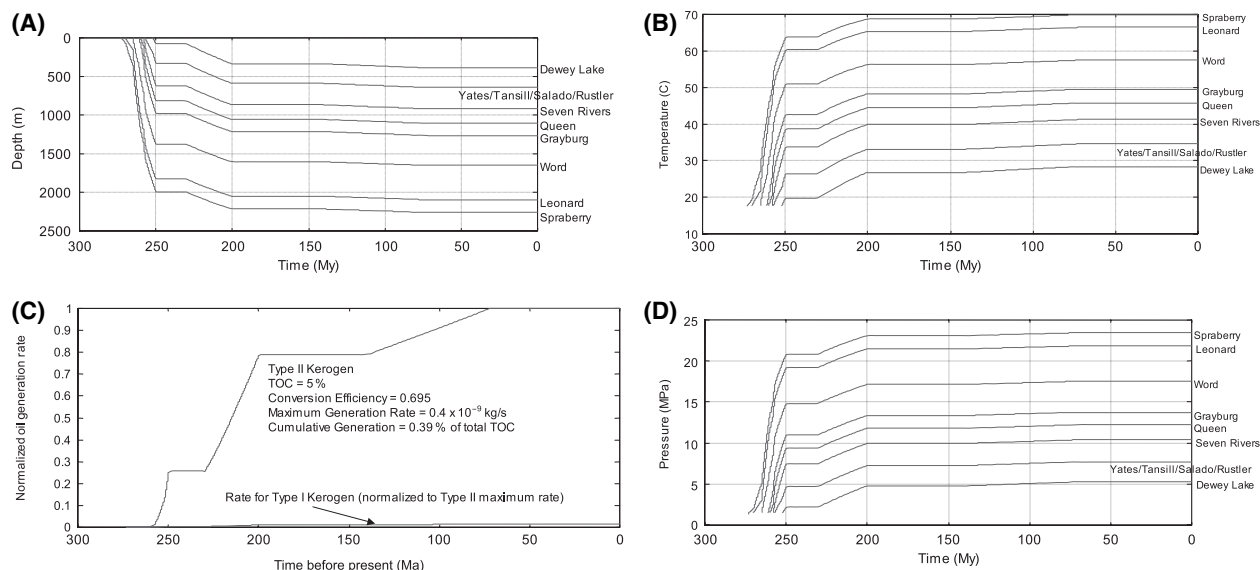 (A)
0
500
1000
1500
2000
2500
Depth (m)
300
250
200
150
100
50
0
Time (My)
Dewey Lake
Yates/Tansill/Salado/Rustler
Seven Rivers
Queen
Grayburg
Word
Leonard
Spraberry
(B)
70
60
50
40
30
20
10
Temperature (C)
300
250
200
150
100
50
0
Time (My)
Spraberry
Leonard
Word
Grayburg
Queen
Seven Rivers
Yates/Tansill/Salado/Rustler
Dewey Lake
(C)
1
0.9
0.8
0.7
0.6
0.5
0.4
0.3
0.2
0.1
0
Normalized oil generation rate
Type II Kerogen
TOC = 5%
Conversion Efficiency = 0.695
Maximum Generation Rate = 0.4 x 10⁻⁹ kg/s
Cumulative Generation = 0.39 % of total TOC
Rate for Type I Kerogen (normalized to Type II maximum rate)
300
250
200
150
100
50
0
Time before present (Ma)
(D)
25
20
15
10
5
0
Pressure (MPa)
300
250
200
150
100
50
0
Time (My)
Spraberry
Leonard
Word
Grayburg
Queen
Seven Rivers
Yates/Tansill/Salado/Rustler
Dewey Lake